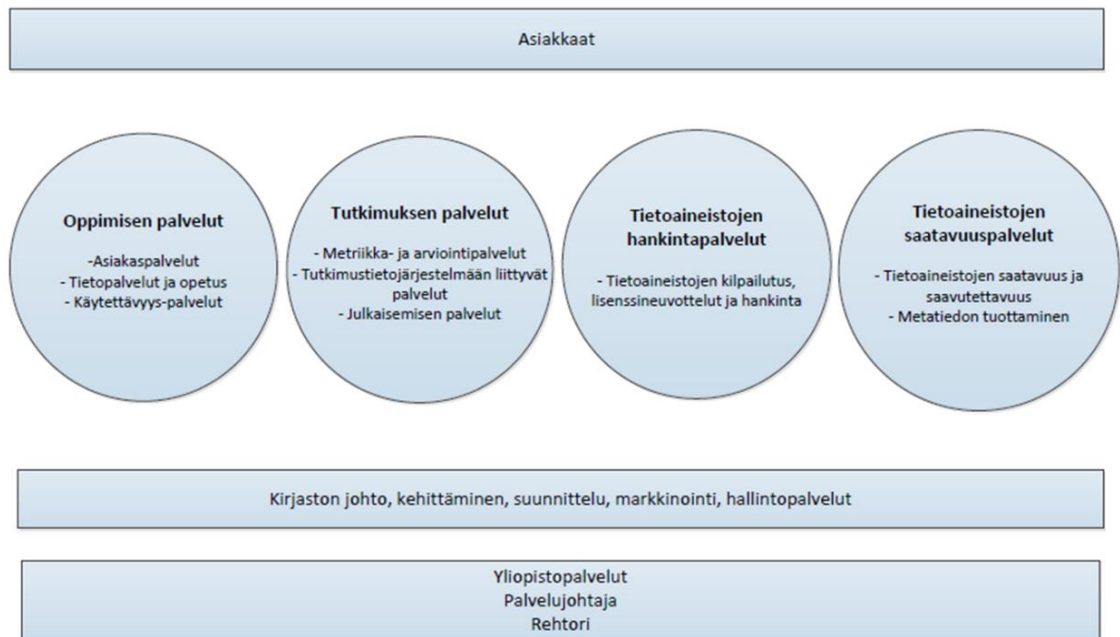 Asiakkaat
Oppimisen palvelut
-Asiakaspalvelut
- Tietopalvelut ja opetus
- Käytettävyys-palvelut
Tutkimuksen palvelut
- Metriikka- ja arviointipalvelut
- Tutkimustietojärjestelmään liittyvät
palvelut
- Julkaisemisen palvelut
Tietoaineistojen
hankintapalvelut
- Tietoaineistojen kilpailutus,
lisenssineuvottelut ja hankinta
Tietoaineistojen
saatavuuspalvelut
- Tietoaineistojen saatavuus ja
saavutettavuus
- Metatiedon tuottaminen
Kirjaston johto, kehittäminen, suunnittelu, markkinointi, hallintopalvelut
Yliopistopalvelut
Palvelujohtaja
Rehtori